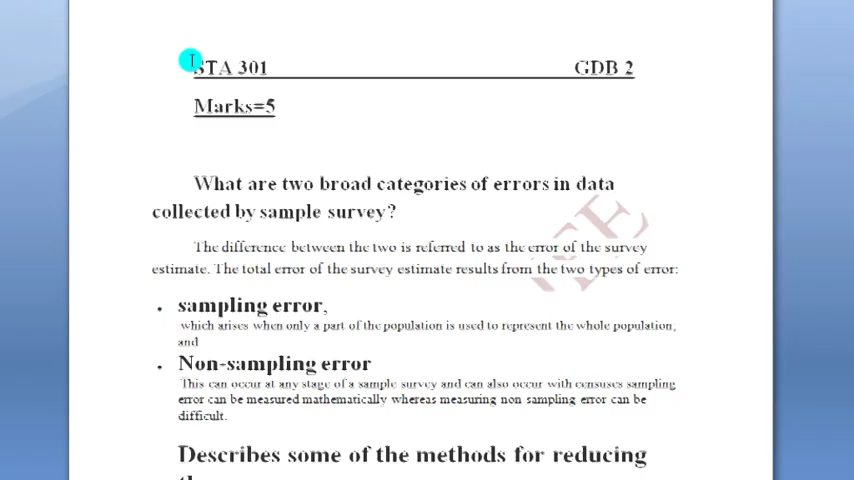 STA 301 GDB 2
Marks=5
What are two broad categories of errors in data
collected by sample survey?
The difference between the two is referred to as the error of the survey
estimate. The total error of the survey estimate results from the two types of error:
• sampling error,
which arises when only a part of the population is used to represent the whole population,
and
• Non-sampling error
This can occur at any stage of a sample survey and can also occur with censuses sampling
error can be measured mathematically whereas measuring non sampling error can be
difficult.
Describes some of the methods for reducing